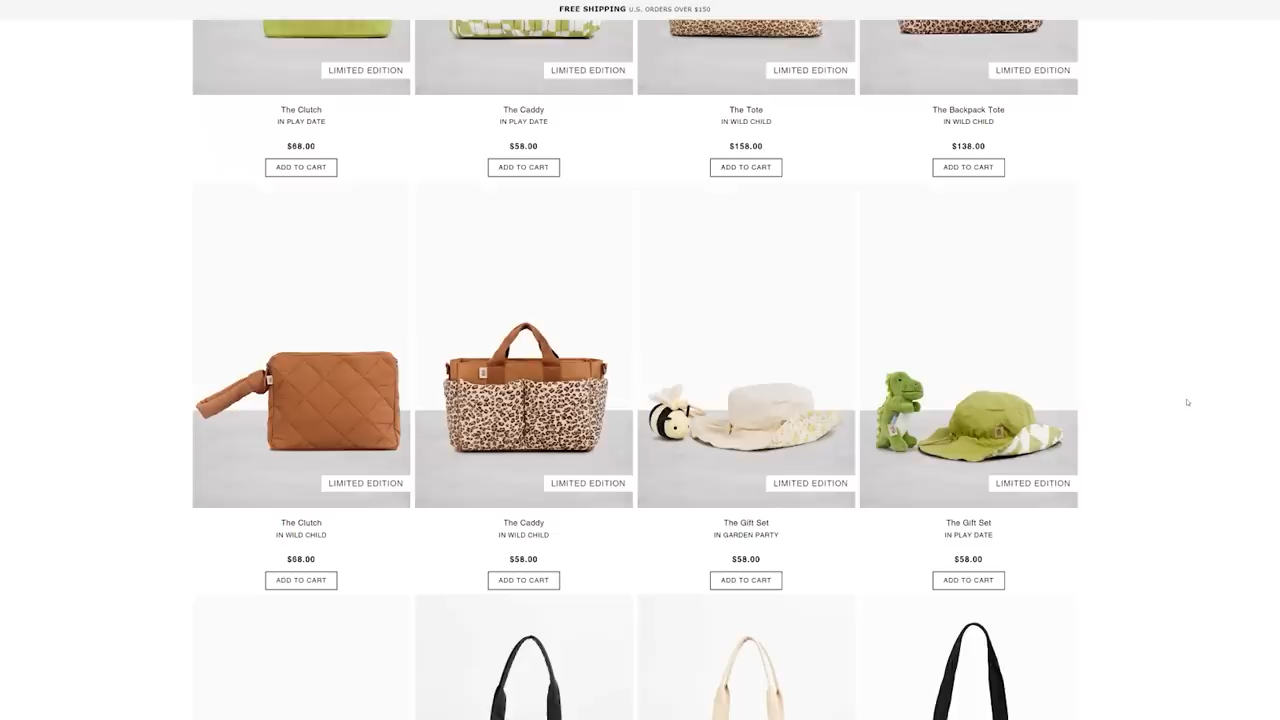 FREE SHIPPING U.S. ORDERS OVER $150
LIMITED EDITION
LIMITED EDITION
LIMITED EDITION
LIMITED EDITION
The Clutch
IN PLAY DATE
$68.00
ADD TO CART
The Caddy
IN PLAY DATE
$58.00
ADD TO CART
The Tote
IN WILD CHILD
$158.00
ADD TO CART
The Backpack Tote
IN WILD CHILD
$138.00
ADD TO CART
LIMITED EDITION
LIMITED EDITION
LIMITED EDITION
LIMITED EDITION
The Clutch
IN WILD CHILD
$68.00
ADD TO CART
The Caddy
IN WILD CHILD
$58.00
ADD TO CART
The Gift Set
IN GARDEN PARTY
$58.00
ADD TO CART
The Gift Set
IN PLAY DATE
$58.00
ADD TO CART